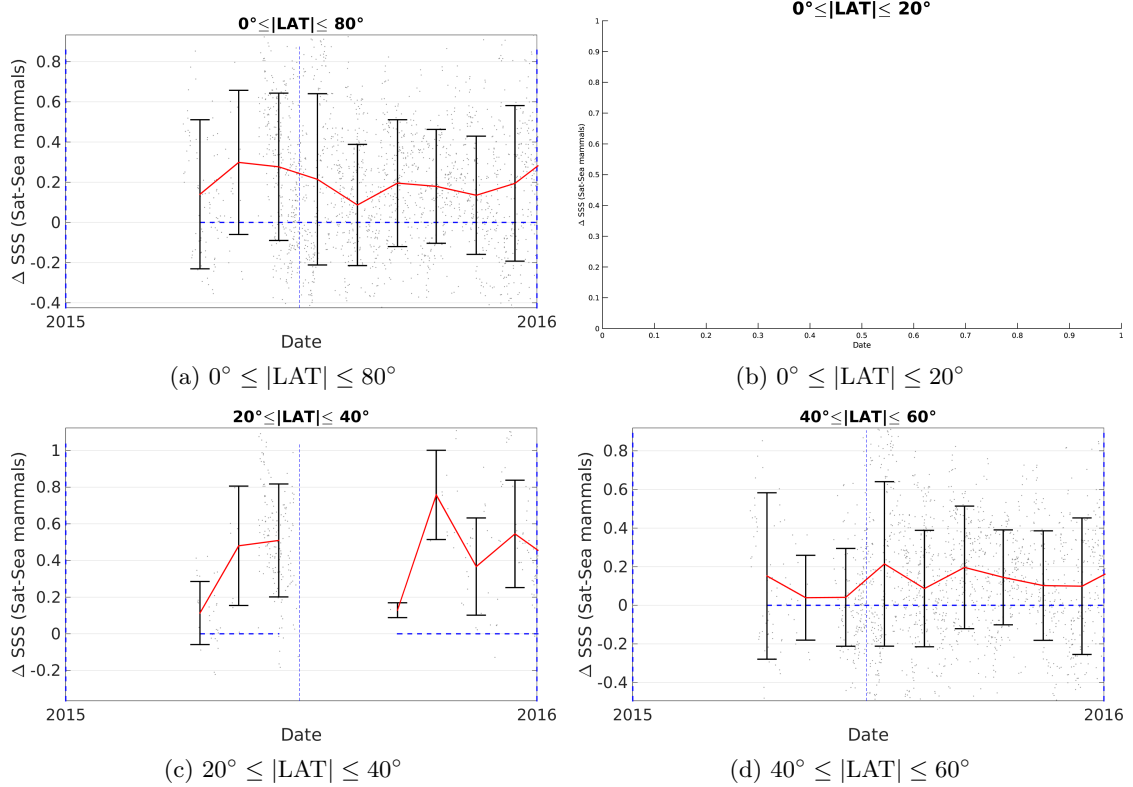 0°≤|LAT|≤ 80°
Δ SSS (Sat-Sea mammals)
0.8
0.6
0.4
0.2
0
-0.2
-0.4
2015
2016
Date
(a) 0° ≤ |LAT| ≤ 80°
0°≤|LAT|≤ 20°
Δ SSS (Sat-Sea mammals)
1
0.9
0.8
0.7
0.6
0.5
0.4
0.3
0.2
0.1
0
0 0.1 0.2 0.3 0.4 0.5 0.6 0.7 0.8 0.9 1
Date
(b) 0° ≤ |LAT| ≤ 20°
20°≤|LAT|≤ 40°
Δ SSS (Sat-Sea mammals)
1
0.8
0.6
0.4
0.2
0
-0.2
2015
2016
Date
(c) 20° ≤ |LAT| ≤ 40°
40°≤|LAT|≤ 60°
Δ SSS (Sat-Sea mammals)
0.8
0.6
0.4
0.2
0
-0.2
-0.4
2015
2016
Date
(d) 40° ≤ |LAT| ≤ 60°